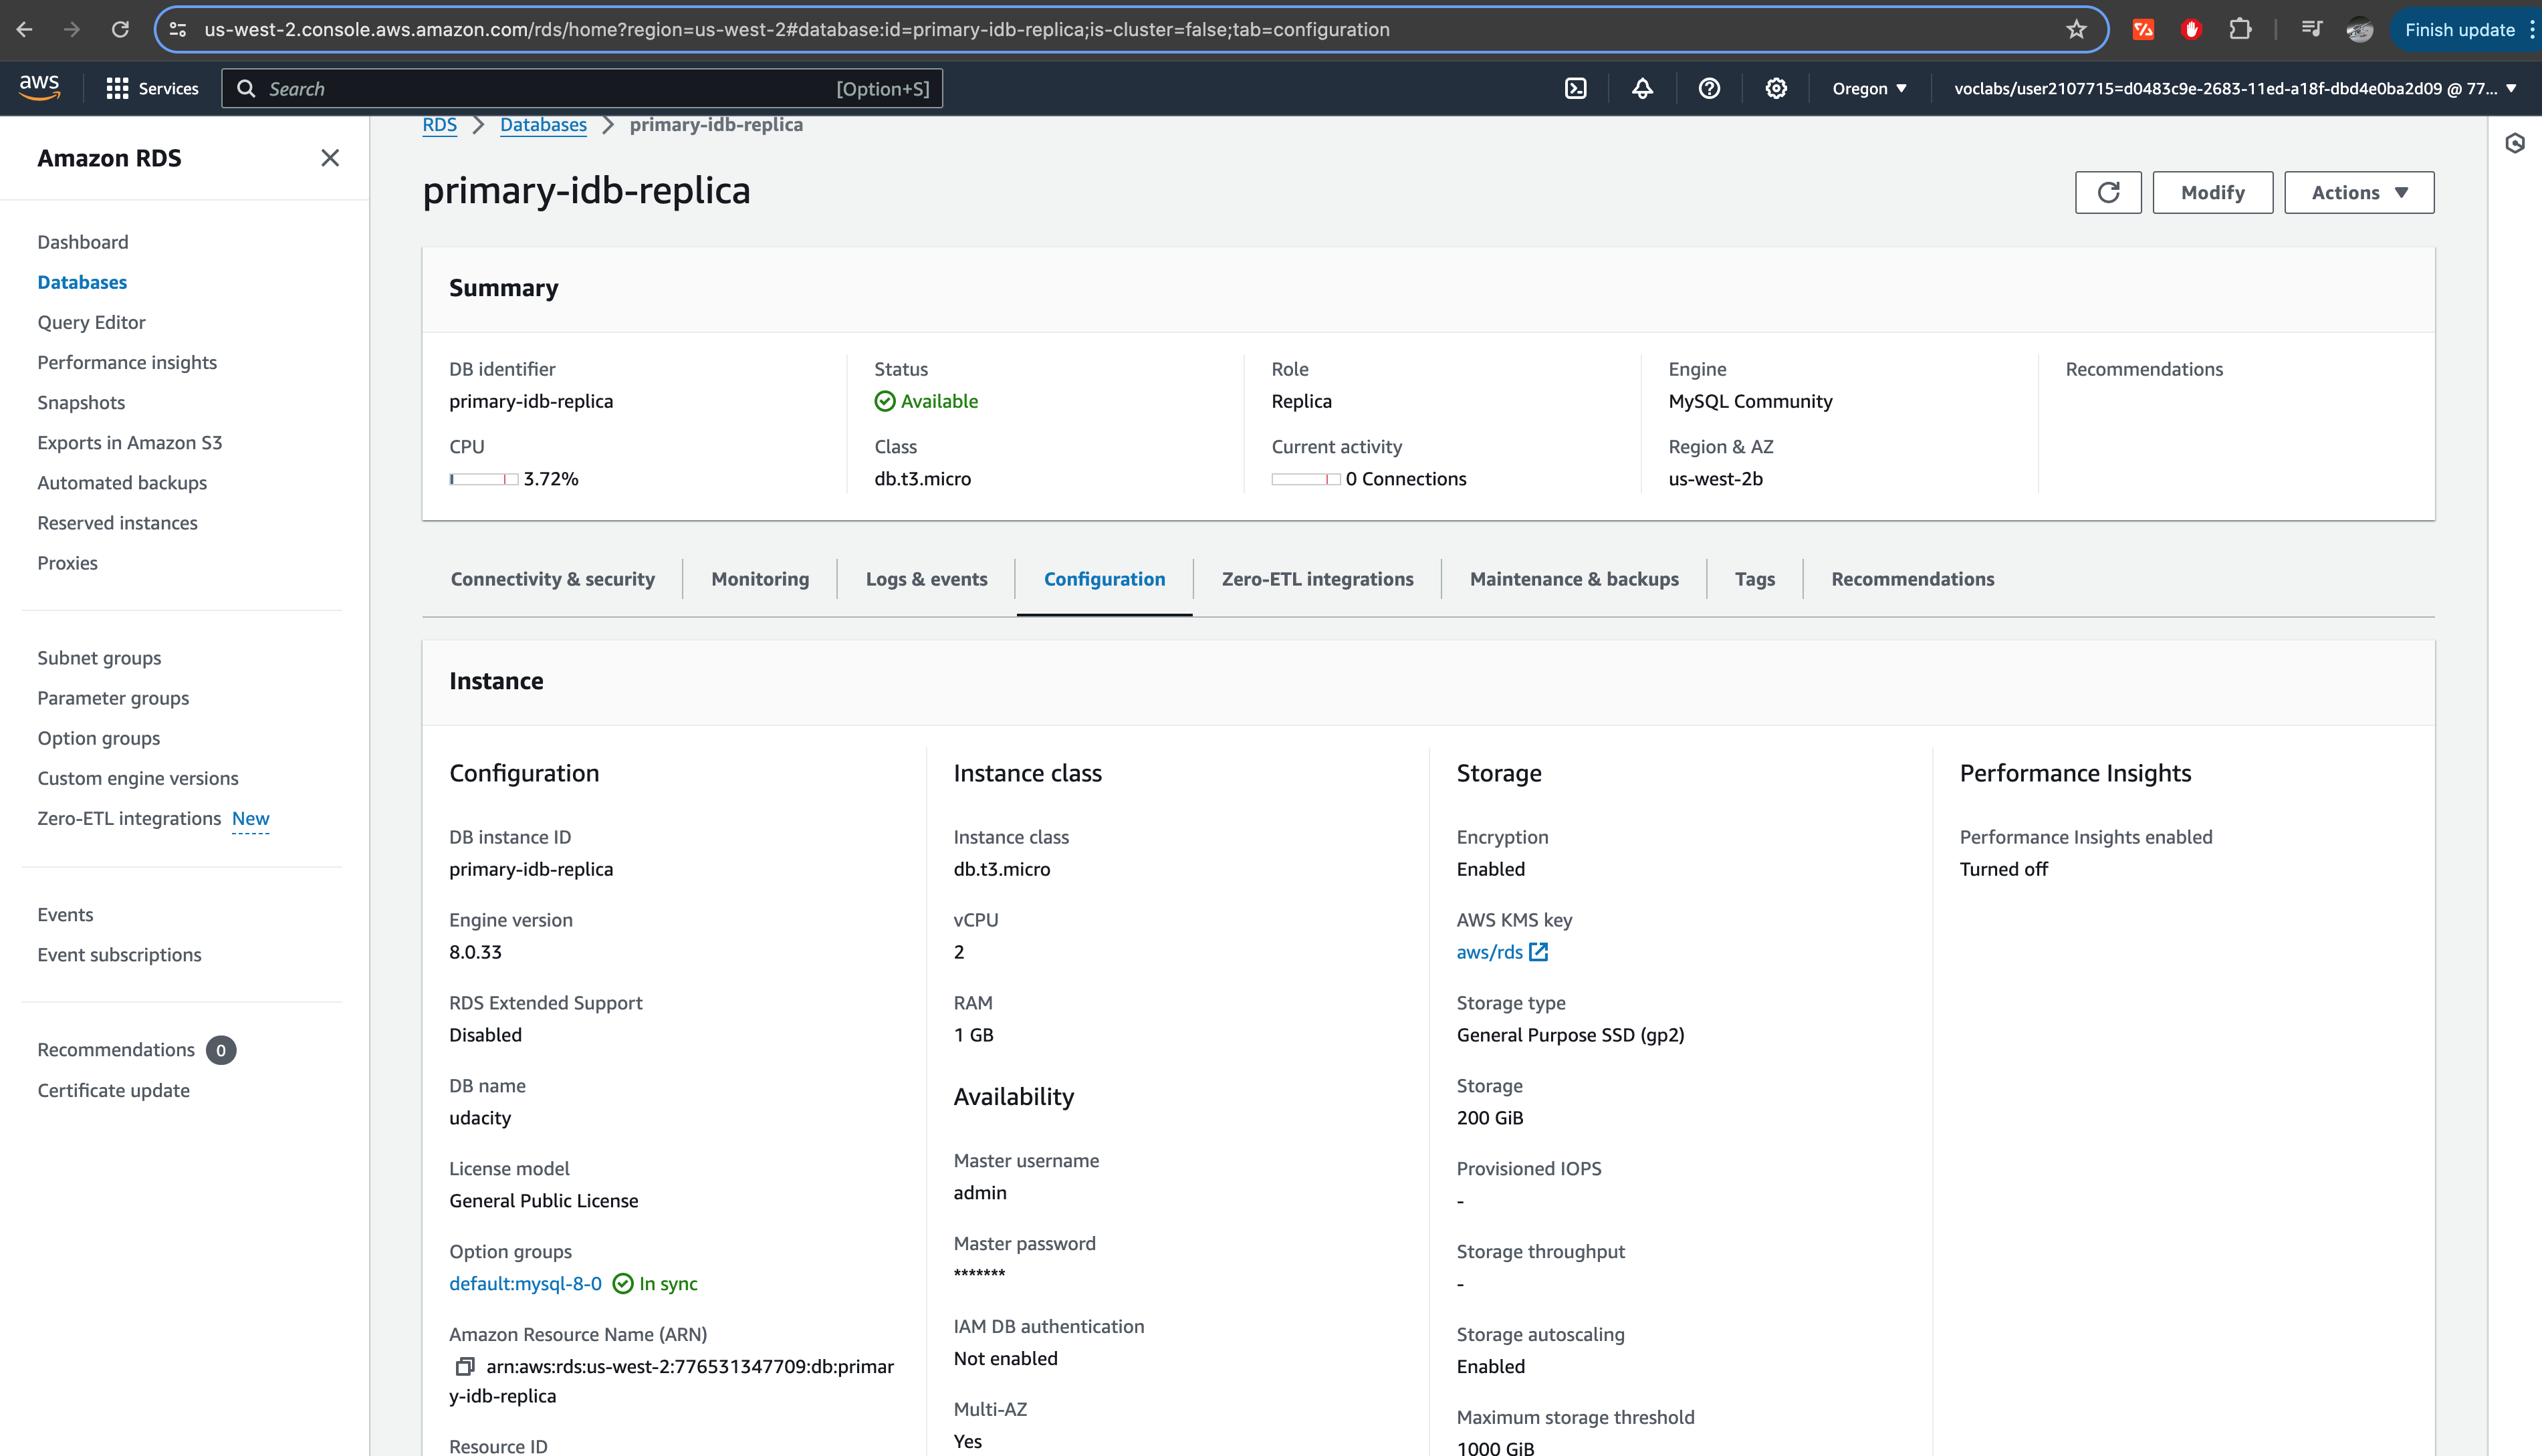 us-west-2.console.aws.amazon.com/rds/home?region=us-west-2#database:id=primary-idb-replica;is-cluster=false;tab=configuration
Finish update
aws
Services
Search
[Option+S]
Oregon
voclabs/user2107715=d0483c9e-2683-11ed-a18f-dbd4e0ba2d09 @ 77...
Amazon RDS
Dashboard
Databases
Query Editor
Performance insights
Snapshots
Exports in Amazon S3
Automated backups
Reserved instances
Proxies
Subnet groups
Parameter groups
Option groups
Custom engine versions
Zero-ETL integrations New
Events
Event subscriptions
Recommendations 0
Certificate update
RDS > Databases > primary-idb-replica
primary-idb-replica
Modify
Actions
Summary
DB identifier
primary-idb-replica
CPU
3.72%
Status
Available
Class
db.t3.micro
Role
Replica
Current activity
0 Connections
Engine
MySQL Community
Region & AZ
us-west-2b
Recommendations
Connectivity & security
Monitoring
Logs & events
Configuration
Zero-ETL integrations
Maintenance & backups
Tags
Recommendations
Instance
Configuration
DB instance ID
primary-idb-replica
Engine version
8.0.33
RDS Extended Support
Disabled
DB name
udacity
License model
General Public License
Option groups
default:mysql-8-0 In sync
Amazon Resource Name (ARN)
arn:aws:rds:us-west-2:776531347709:db:primar
y-idb-replica
Resource ID
Instance class
Instance class
db.t3.micro
vCPU
2
RAM
1 GB
Availability
Master username
admin
Master password
*******
IAM DB authentication
Not enabled
Multi-AZ
Yes
Storage
Encryption
Enabled
AWS KMS key
aws/rds
Storage type
General Purpose SSD (gp2)
Storage
200 GiB
Provisioned IOPS
-
Storage throughput
-
Storage autoscaling
Enabled
Maximum storage threshold
1000 GiB
Performance Insights
Performance Insights enabled
Turned off